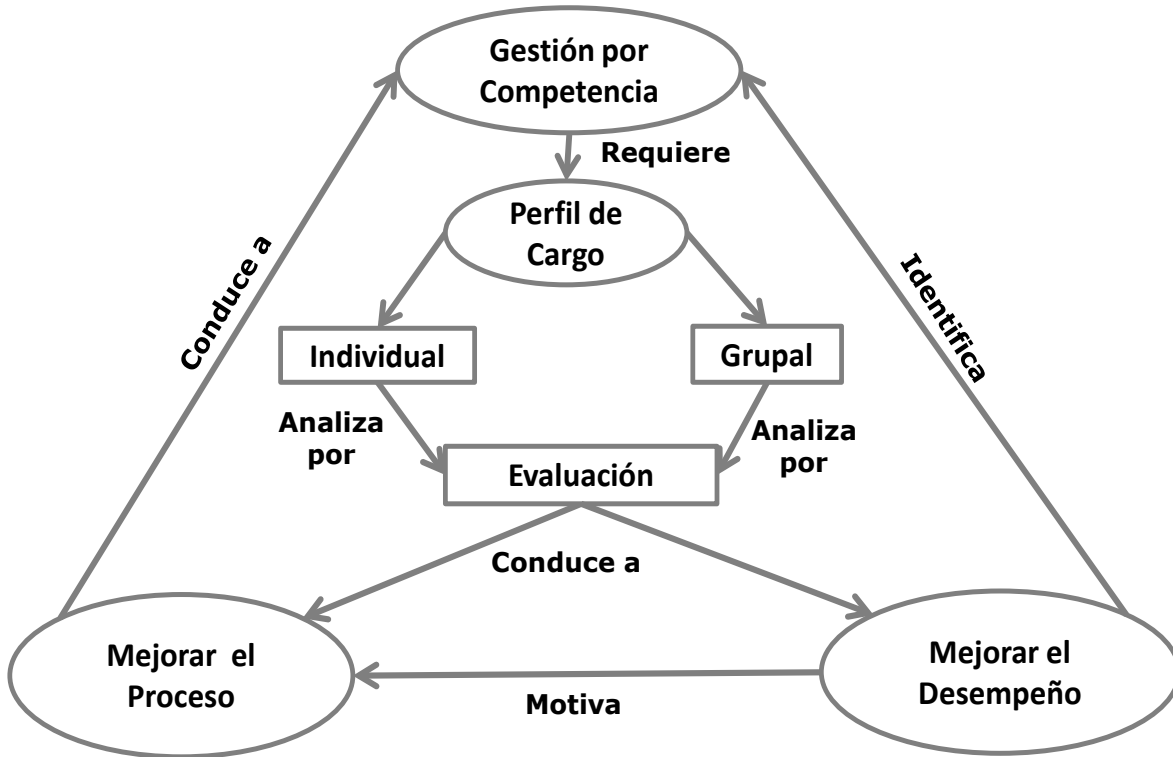 Gestión por
Competencia
Requiere
Perfil de
Cargo
Conduce a
Identifica
Individual
Grupal
Analiza
por
Analiza
por
Evaluación
Conduce a
Mejorar el
Proceso
Mejorar el
Desempeño
Motiva